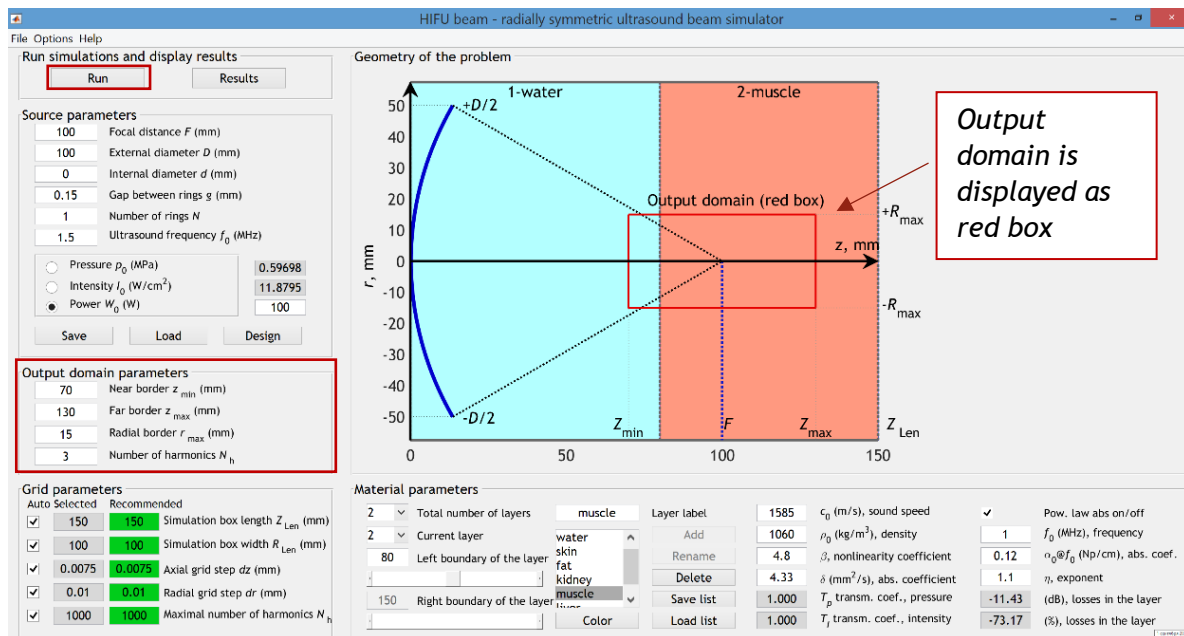 HIFU beam - radially symmetric ultrasound beam simulator
File Options Help
Run simulations and display results
Run
Results
Source parameters
100 Focal distance F (mm)
100 External diameter D (mm)
0 Internal diameter d (mm)
0.15 Gap between rings g (mm)
1 Number of rings N
1.5 Ultrasound frequency f0 (MHz)
Pressure p0 (MPa) 0.59698
Intensity I0 (W/cm2) 11.8795
Power W0 (W) 100
Save
Load
Design
Output domain parameters
70 Near border z min (mm)
130 Far border z max (mm)
15 Radial border r max (mm)
3 Number of harmonics N h
Grid parameters
Auto Selected Recommended
150 150 Simulation box length Z Len (mm)
100 100 Simulation box width R Len (mm)
0.0075 0.0075 Axial grid step dz (mm)
0.01 0.01 Radial grid step dr (mm)
1000 1000 Maximal number of harmonics N h
Geometry of the problem
1-water
2-muscle
50
40
30
20
10
0
-10
-20
-30
-40
-50
r, mm
+D/2
-D/2
Output domain (red box)
z, mm
+R max
-R max
Z min
F
Z max
Z Len
0
50
100
150
Output
domain is
displayed as
red box
Material parameters
2 Total number of layers
2 Current layer
80 Left boundary of the layer
150 Right boundary of the layer
muscle Layer label
water
skin
fat
kidney
muscle
Color
Add
Rename
Delete
Save list
Load list
1585 c0 (m/s), sound speed
1060 ρ0 (kg/m3), density
4.8 β, nonlinearity coefficient
4.33 δ (mm2/s), abs. coefficient
1.000 Tp transm. coef., pressure
1.000 TI transm. coef., intensity
Pow. law abs on/off
1 f0 (MHz), frequency
0.12 α0@f0 (Np/cm), abs. coef.
1.1 η, exponent
-11.43 (dB), losses in the layer
-73.17 (%), losses in the layer